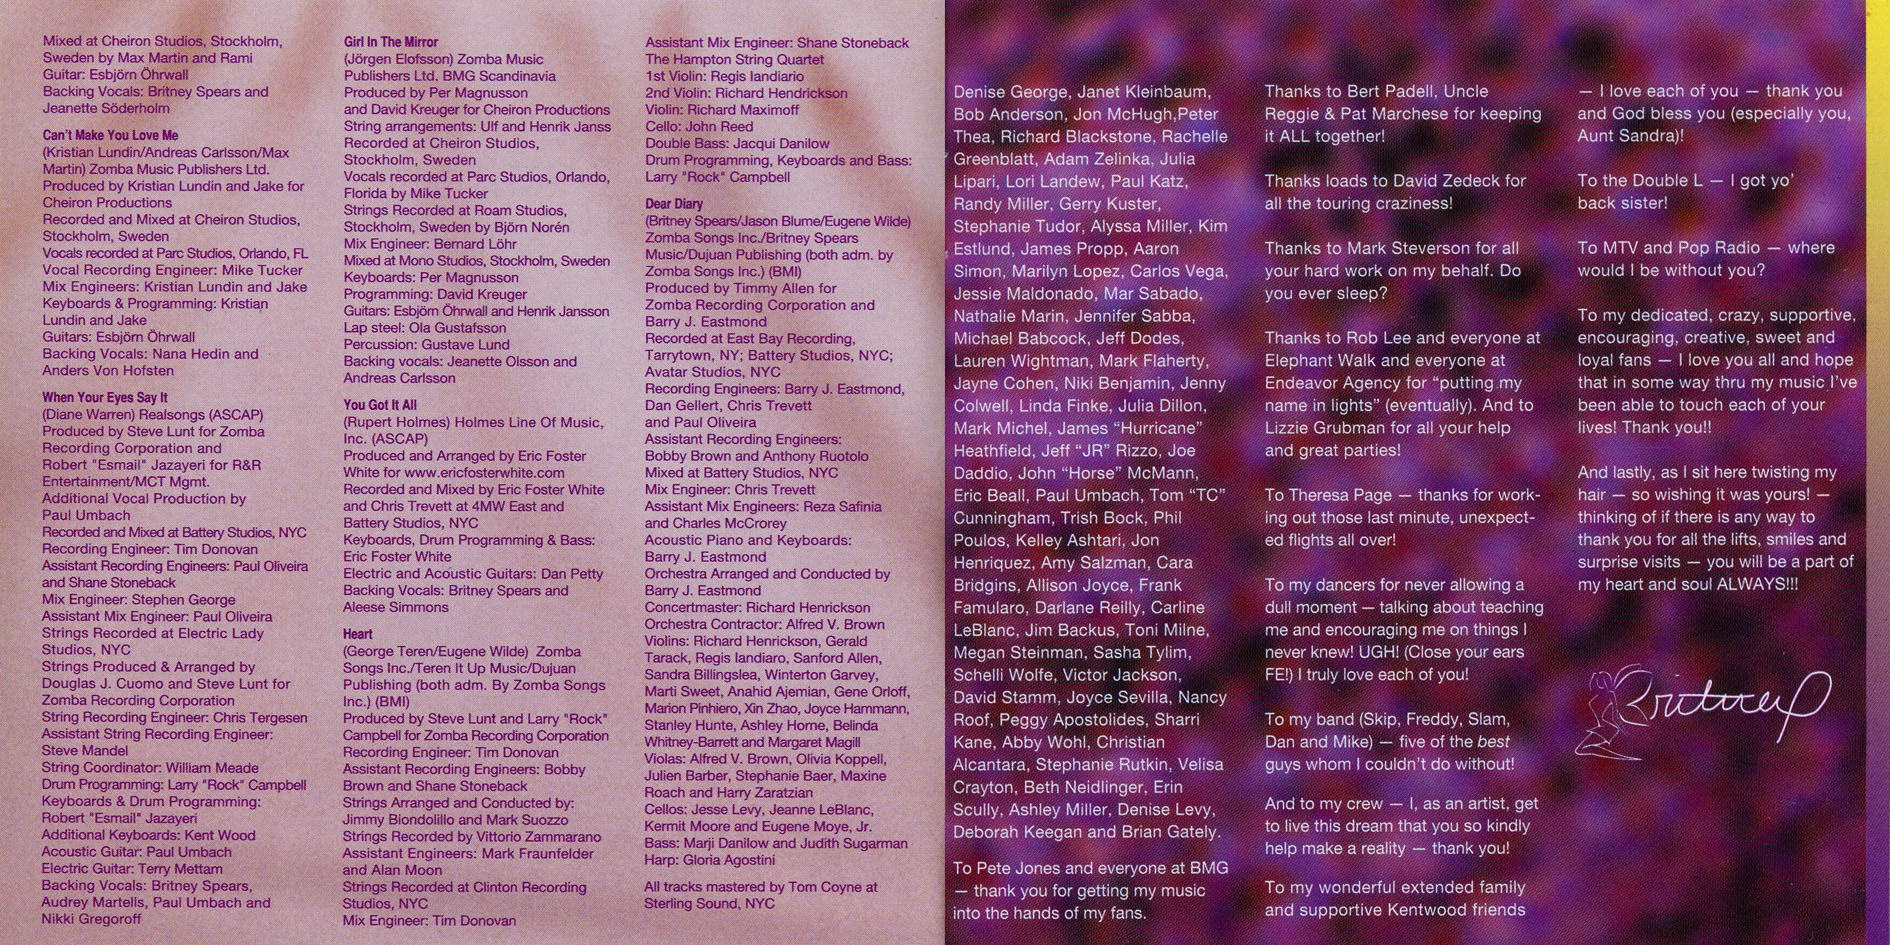 Mixed at Cheiron Studios, Stockholm,
Sweden by Max Martin and Rami
Guitar: Esbjörn Öhrwall
Backing Vocals: Britney Spears and
Jeanette Söderholm
Can't Make You Love Me
(Kristian Lundin/Andreas Carlsson/Max
Martin) Zomba Music Publishers Ltd.
Produced by Kristian Lundin and Jake for
Cheiron Productions
Recorded and Mixed at Cheiron Studios,
Stockholm, Sweden
Vocals recorded at Parc Studios, Orlando, FL
Vocal Recording Engineer: Mike Tucker
Mix Engineers: Kristian Lundin and Jake
Keyboards & Programming: Kristian
Lundin and Jake
Guitars: Esbjörn Öhrwall
Backing Vocals: Nana Hedin and
Anders Von Hofsten
When Your Eyes Say It
(Diane Warren) Realsongs (ASCAP)
Produced by Steve Lunt for Zomba
Recording Corporation and
Robert "Esmail" Jazayeri for R&R
Entertainment/MCT Mgmt.
Additional Vocal Production by
Paul Umbach
Recorded and Mixed at Battery Studios, NYC
Recording Engineer: Tim Donovan
Assistant Recording Engineers: Paul Oliveira
and Shane Stoneback
Mix Engineer: Stephen George
Assistant Mix Engineer: Paul Oliveira
Strings Recorded at Electric Lady
Studios, NYC
Strings Produced & Arranged by
Douglas J. Cuomo and Steve Lunt for
Zomba Recording Corporation
String Recording Engineer: Chris Tergesen
Assistant String Recording Engineer:
Steve Mandel
String Coordinator: William Meade
Drum Programming: Larry "Rock" Campbell
Keyboards & Drum Programming:
Robert "Esmail" Jazayeri
Additional Keyboards: Kent Wood
Acoustic Guitar: Paul Umbach
Electric Guitar: Terry Mettam
Backing Vocals: Britney Spears,
Audrey Martells, Paul Umbach and
Nikki Gregoroff
Girl In The Mirror
(Jörgen Elofsson) Zomba Music
Publishers Ltd. BMG Scandinavia
Produced by Per Magnusson
and David Kreuger for Cheiron Productions
String arrangements: Ulf and Henrik Janss
Recorded at Cheiron Studios,
Stockholm, Sweden
Vocals recorded at Parc Studios, Orlando,
Florida by Mike Tucker
Strings Recorded at Roam Studios,
Stockholm, Sweden by Björn Norén
Mix Engineer: Bernard Löhr
Mixed at Mono Studios, Stockholm, Sweden
Keyboards: Per Magnusson
Programming: David Kreuger
Guitars: Esbjörn Öhrwall and Henrik Jansson
Lap steel: Ola Gustafsson
Percussion: Gustave Lund
Backing vocals: Jeanette Olsson and
Andreas Carlsson
You Got It All
(Rupert Holmes) Holmes Line Of Music,
Inc. (ASCAP)
Produced and Arranged by Eric Foster
White for www.ericfosterwhite.com
Recorded and Mixed by Eric Foster White
and Chris Trevett at 4MW East and
Battery Studios, NYC
Keyboards, Drum Programming & Bass:
Eric Foster White
Electric and Acoustic Guitars: Dan Petty
Backing Vocals: Britney Spears and
Aleese Simmons
Heart
(George Teren/Eugene Wilde) Zomba
Songs Inc./Teren It Up Music/Dujuan
Publishing (both adm. By Zomba Songs
Inc.) (BMI)
Produced by Steve Lunt and Larry "Rock"
Campbell for Zomba Recording Corporation
Recording Engineer: Tim Donovan
Assistant Recording Engineers: Bobby
Brown and Shane Stoneback
Strings Arranged and Conducted by:
Jimmy Biondolillo and Mark Suozzo
Strings Recorded by Vittorio Zammarano
Assistant Engineers: Mark Fraunfelder
and Alan Moon
Strings Recorded at Clinton Recording
Studios, NYC
Mix Engineer: Tim Donovan
Assistant Mix Engineer: Shane Stoneback
The Hampton String Quartet
1st Violin: Regis Iandiario
2nd Violin: Richard Hendrickson
Violin: Richard Maximoff
Cello: John Reed
Double Bass: Jacqui Danilow
Drum Programming, Keyboards and Bass:
Larry "Rock" Campbell
Dear Diary
(Britney Spears/Jason Blume/Eugene Wilde)
Zomba Songs Inc./Britney Spears
Music/Dujuan Publishing (both adm. by
Zomba Songs Inc.) (BMI)
Produced by Timmy Allen for
Zomba Recording Corporation and
Barry J. Eastmond
Recorded at East Bay Recording,
Tarrytown, NY; Battery Studios, NYC;
Avatar Studios, NYC
Recording Engineers: Barry J. Eastmond,
Dan Gellert, Chris Trevett
and Paul Oliveira
Assistant Recording Engineers:
Bobby Brown and Anthony Ruotolo
Mixed at Battery Studios, NYC
Mix Engineer: Chris Trevett
Assistant Mix Engineers: Reza Safinia
and Charles McCrorey
Acoustic Piano and Keyboards:
Barry J. Eastmond
Orchestra Arranged and Conducted by
Barry J. Eastmond
Concertmaster: Richard Henrickson
Orchestra Contractor: Alfred V. Brown
Violins: Richard Henrickson, Gerald
Tarack, Regis Iandiaro, Sanford Allen,
Sandra Billingslea, Winterton Garvey,
Marti Sweet, Anahid Ajemian, Gene Orloff,
Marion Pinhiero, Xin Zhao, Joyce Hammann,
Stanley Hunte, Ashley Horne, Belinda
Whitney-Barrett and Margaret Magill
Violas: Alfred V. Brown, Olivia Koppell,
Julien Barber, Stephanie Baer, Maxine
Roach and Harry Zaratzian
Cellos: Jesse Levy, Jeanne LeBlanc,
Kermit Moore and Eugene Moye, Jr.
Bass: Marji Danilow and Judith Sugarman
Harp: Gloria Agostini
All tracks mastered by Tom Coyne at
Sterling Sound, NYC
Denise George, Janet Kleinbaum,
Bob Anderson, Jon McHugh,Peter
Thea, Richard Blackstone, Rachelle
Greenblatt, Adam Zelinka, Julia
Lipari, Lori Landew, Paul Katz,
Randy Miller, Gerry Kuster,
Stephanie Tudor, Alyssa Miller, Kim
Estlund, James Propp, Aaron
Simon, Marilyn Lopez, Carlos Vega,
Jessie Maldonado, Mar Sabado,
Nathalie Marin, Jennifer Sabba,
Michael Babcock, Jeff Dodes,
Lauren Wightman, Mark Flaherty,
Jayne Cohen, Niki Benjamin, Jenny
Colwell, Linda Finke, Julia Dillon,
Mark Michel, James “Hurricane”
Heathfield, Jeff “JR” Rizzo, Joe
Daddio, John “Horse” McMann,
Eric Beall, Paul Umbach, Tom “TC”
Cunningham, Trish Bock, Phil
Poulos, Kelley Ashtari, Jon
Henriquez, Amy Salzman, Cara
Bridgins, Allison Joyce, Frank
Famularo, Darlane Reilly, Carline
LeBlanc, Jim Backus, Toni Milne,
Megan Steinman, Sasha Tylim,
Schelli Wolfe, Victor Jackson,
David Stamm, Joyce Sevilla, Nancy
Roof, Peggy Apostolides, Sharri
Kane, Abby Wohl, Christian
Alcantara, Stephanie Rutkin, Velisa
Crayton, Beth Neidlinger, Erin
Scully, Ashley Miller, Denise Levy,
Deborah Keegan and Brian Gately.
To Pete Jones and everyone at BMG
— thank you for getting my music
into the hands of my fans.
Thanks to Bert Padell, Uncle
Reggie & Pat Marchese for keeping
it ALL together!
Thanks loads to David Zedeck for
all the touring craziness!
Thanks to Mark Steverson for all
your hard work on my behalf. Do
you ever sleep?
Thanks to Rob Lee and everyone at
Elephant Walk and everyone at
Endeavor Agency for “putting my
name in lights” (eventually). And to
Lizzie Grubman for all your help
and great parties!
To Theresa Page — thanks for work-
ing out those last minute, unexpect-
ed flights all over!
To my dancers for never allowing a
dull moment — talking about teaching
me and encouraging me on things I
never knew! UGH! (Close your ears
FE!) I truly love each of you!
To my band (Skip, Freddy, Slam,
Dan and Mike) — five of the best
guys whom I couldn't do without!
And to my crew — I, as an artist, get
to live this dream that you so kindly
help make a reality — thank you!
To my wonderful extended family
and supportive Kentwood friends
— I love each of you — thank you
and God bless you (especially you,
Aunt Sandra)!
To the Double L — I got yo'
back sister!
To MTV and Pop Radio — where
would I be without you?
To my dedicated, crazy, supportive,
encouraging, creative, sweet and
loyal fans — I love you all and hope
that in some way thru my music I've
been able to touch each of your
lives! Thank you!!
And lastly, as I sit here twisting my
hair — so wishing it was yours! —
thinking of if there is any way to
thank you for all the lifts, smiles and
surprise visits — you will be a part of
my heart and soul ALWAYS!!!
Britney